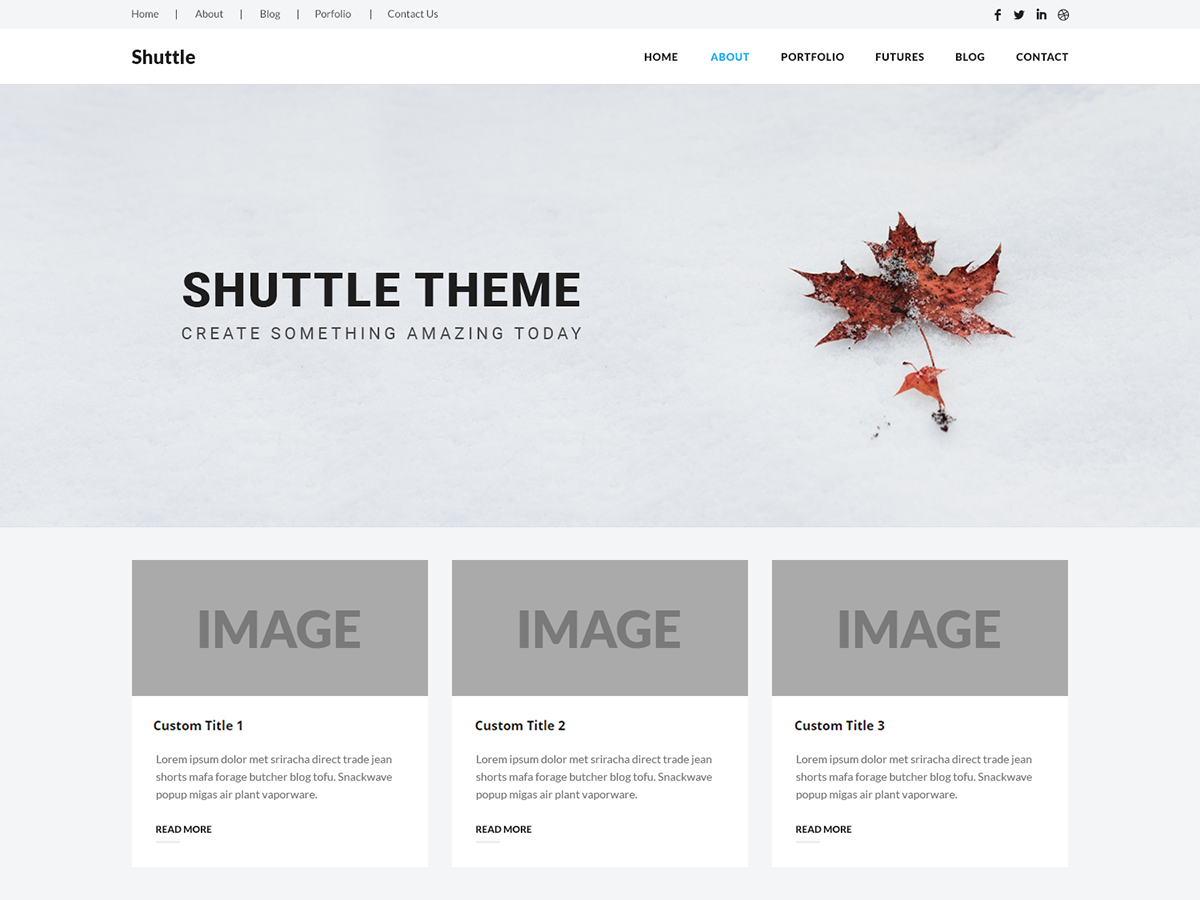 Home | About | Blog | Porfolio | Contact Us
Shuttle
HOME ABOUT PORTFOLIO FUTURES BLOG CONTACT
SHUTTLE THEME
CREATE SOMETHING AMAZING TODAY
IMAGE
Custom Title 1
Lorem ipsum dolor met sriracha direct trade jean
shorts mafa forage butcher blog tofu. Snackwave
popup migas air plant vaporware.
READ MORE
IMAGE
Custom Title 2
Lorem ipsum dolor met sriracha direct trade jean
shorts mafa forage butcher blog tofu. Snackwave
popup migas air plant vaporware.
READ MORE
IMAGE
Custom Title 3
Lorem ipsum dolor met sriracha direct trade jean
shorts mafa forage butcher blog tofu. Snackwave
popup migas air plant vaporware.
READ MORE